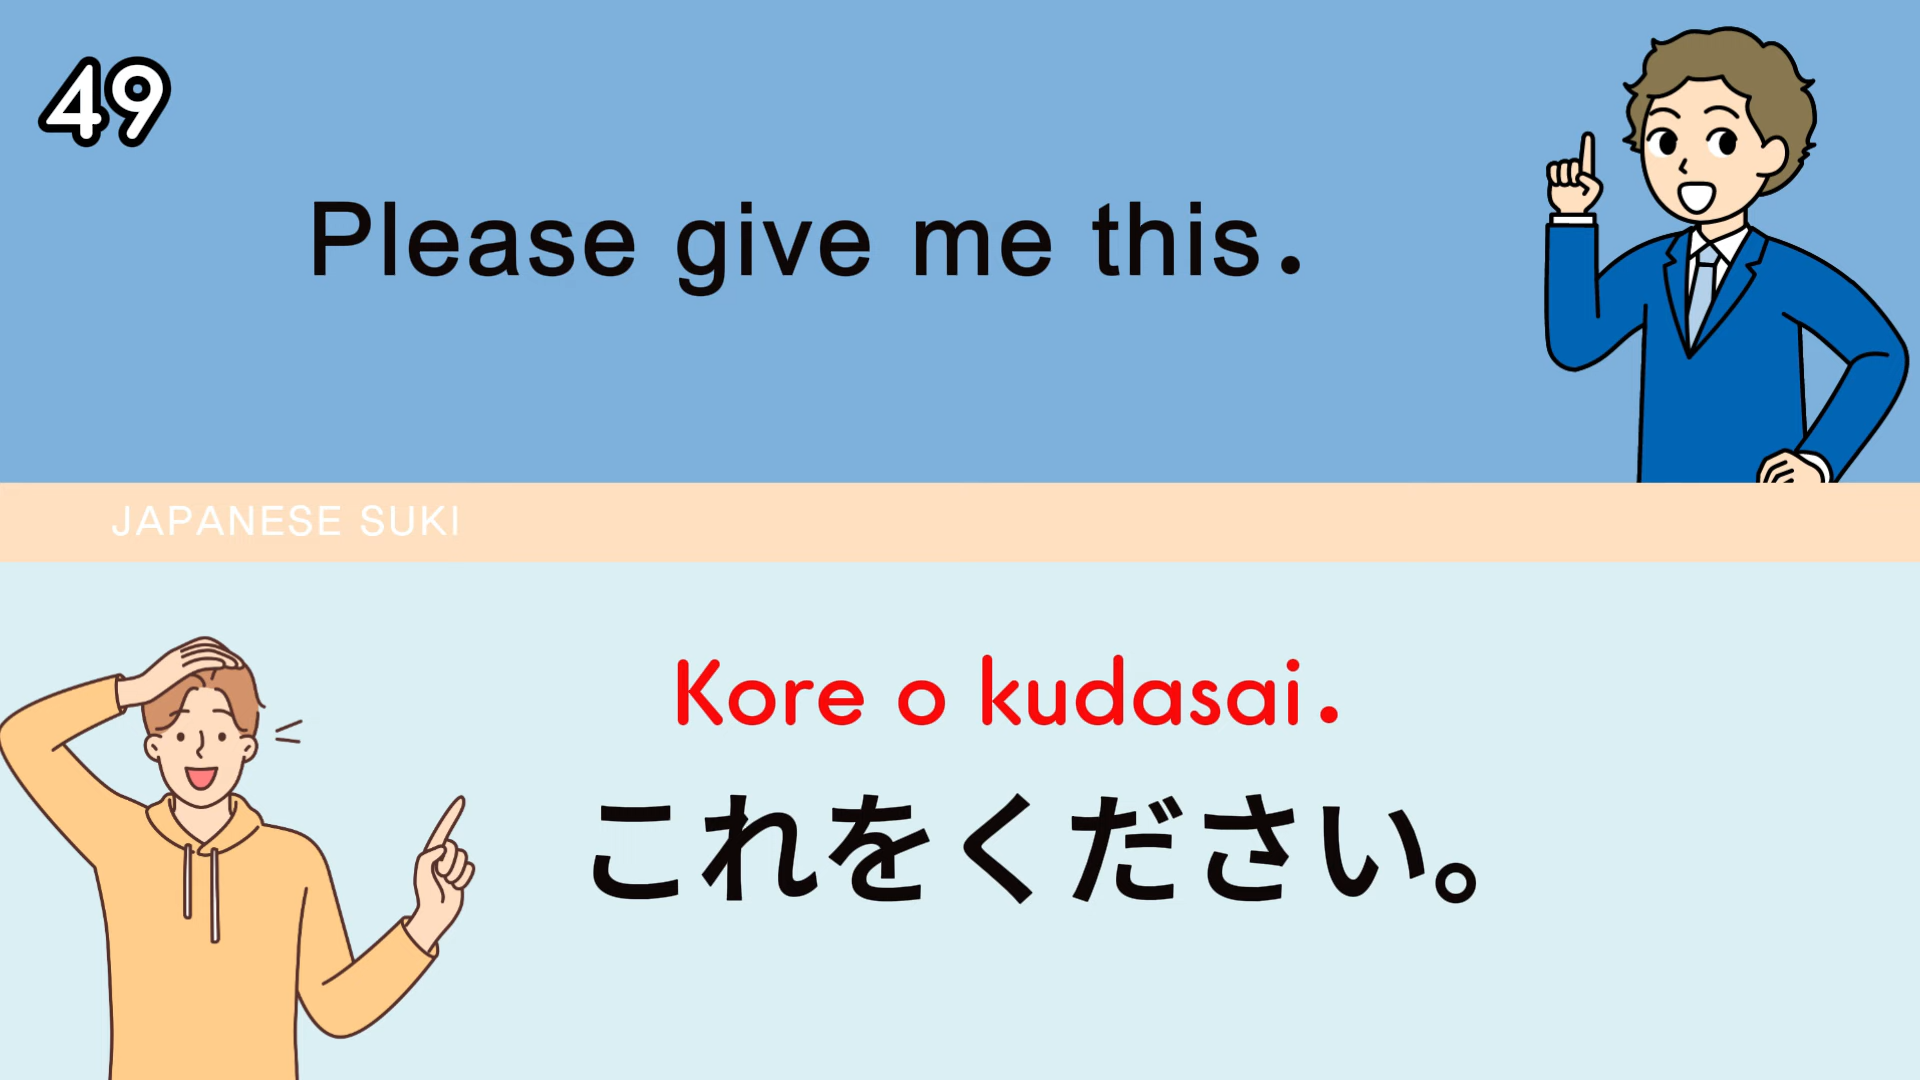 49
Please give me this.
JAPANESE SUKI
Kore o kudasai.
これをください。